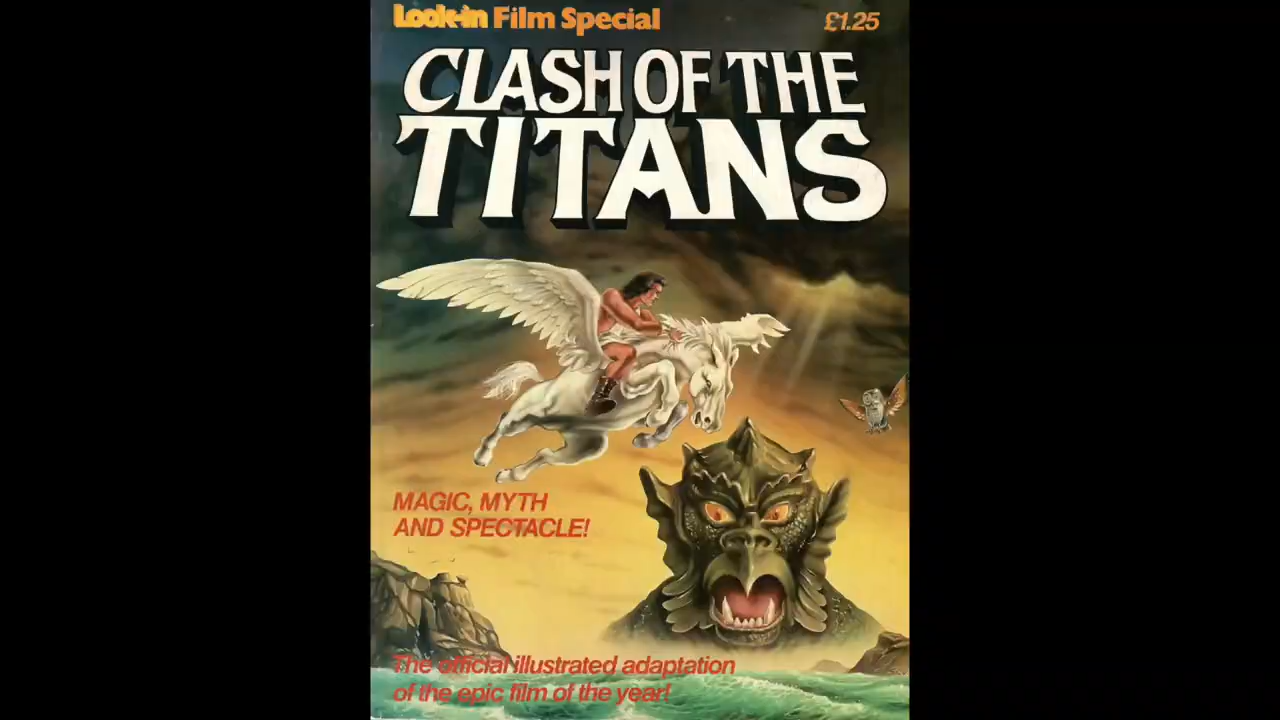 Look-in Film Special
£1.25
CLASH OF THE
TITANS
MAGIC, MYTH
AND SPECTACLE!
The official illustrated adaptation
of the epic film of the year!